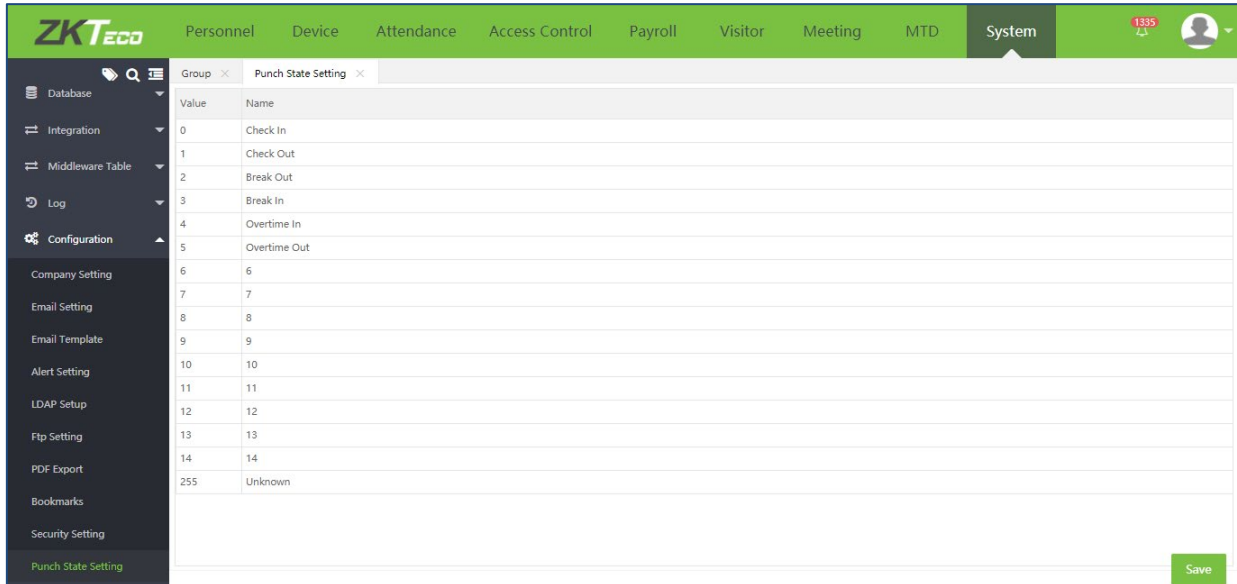 ZKTeco
Personnel Device Attendance Access Control Payroll Visitor Meeting MTD System 1335
Group Punch State Setting
Database
Integration
Middleware Table
Log
Configuration
Company Setting
Email Setting
Email Template
Alert Setting
LDAP Setup
Ftp Setting
PDF Export
Bookmarks
Security Setting
Punch State Setting
Value Name
0 Check In
1 Check Out
2 Break Out
3 Break In
4 Overtime In
5 Overtime Out
6 6
7 7
8 8
9 9
10 10
11 11
12 12
13 13
14 14
255 Unknown
Save